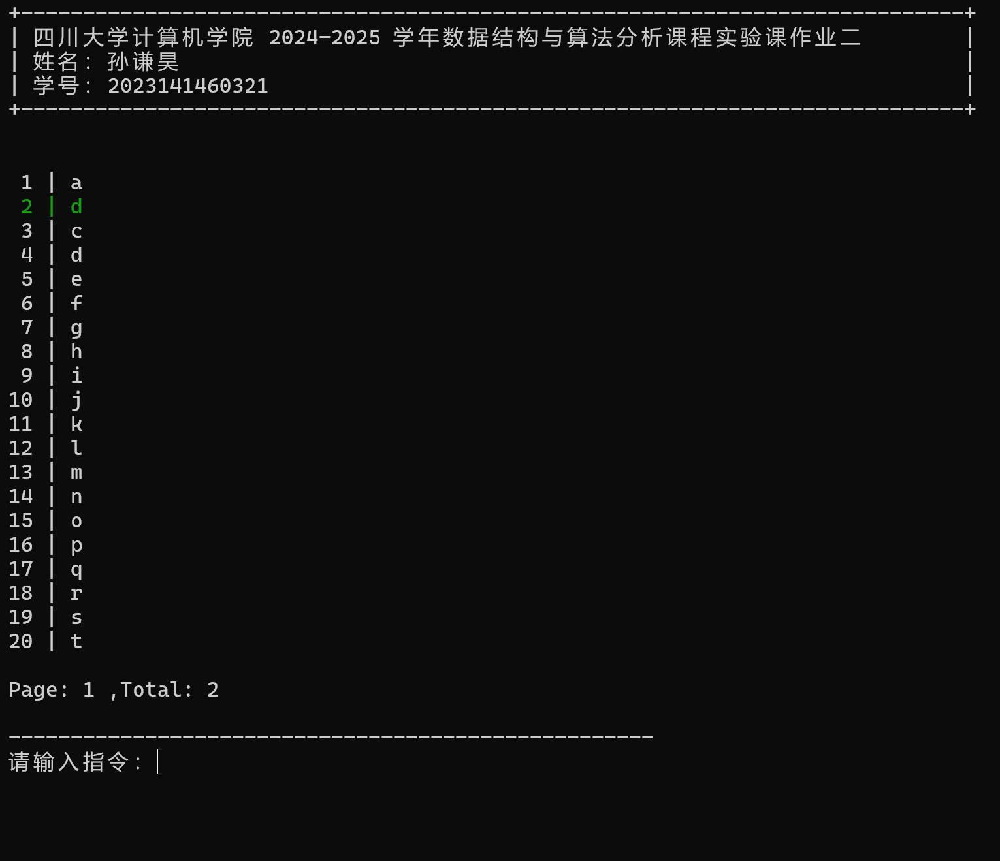 +----------------------------------------------------------------------------+
| 四川大学计算机学院 2024-2025 学年数据结构与算法分析课程实验课作业二 |
| 姓名: 孙谦昊 |
| 学号: 2023141460321 |
+----------------------------------------------------------------------------+
1 | a
2 | d
3 | c
4 | d
5 | e
6 | f
7 | g
8 | h
9 | i
10 | j
11 | k
12 | l
13 | m
14 | n
15 | o
16 | p
17 | q
18 | r
19 | s
20 | t
Page: 1 ,Total: 2
----------------------------------------------------
请输入指令: